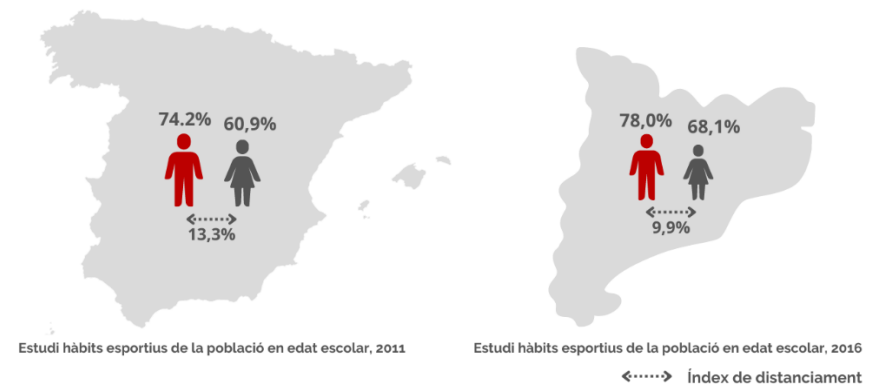 74.2%
60,9%
13,3%
Estudi hàbits esportius de la població en edat escolar, 2011
78,0%
68,1%
9,9%
Estudi hàbits esportius de la població en edat escolar, 2016
Índex de distanciament